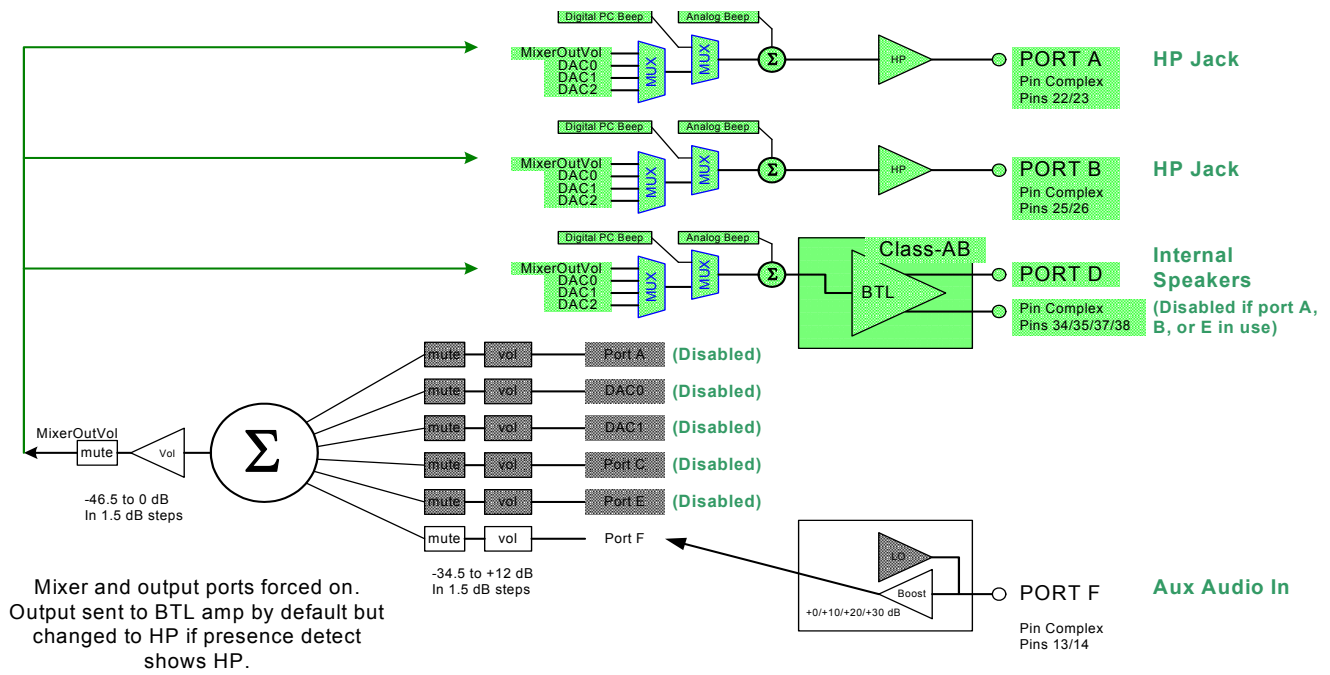 Digital PC Beep
Analog Beep
MixerOutVol
DAC0
DAC1
DAC2
MUX
MUX
Σ
HP
PORT A
Pin Complex
Pins 22/23
HP Jack
Digital PC Beep
Analog Beep
MixerOutVol
DAC0
DAC1
DAC2
MUX
MUX
Σ
HP
PORT B
Pin Complex
Pins 25/26
HP Jack
Digital PC Beep
Analog Beep
MixerOutVol
DAC0
DAC1
DAC2
MUX
MUX
Σ
Class-AB
BTL
PORT D
Pin Complex
Pins 34/35/37/38
Internal
Speakers
(Disabled if port A,
B, or E in use)
mute vol Port A (Disabled)
mute vol DAC0 (Disabled)
mute vol DAC1 (Disabled)
mute vol Port C (Disabled)
mute vol Port E (Disabled)
mute vol Port F
MixerOutVol
mute
Vol
Σ
-46.5 to 0 dB
In 1.5 dB steps
-34.5 to +12 dB
In 1.5 dB steps
LO
Boost
+0/+10/+20/+30 dB
PORT F
Pin Complex
Pins 13/14
Aux Audio In
Mixer and output ports forced on.
Output sent to BTL amp by default but
changed to HP if presence detect
shows HP.